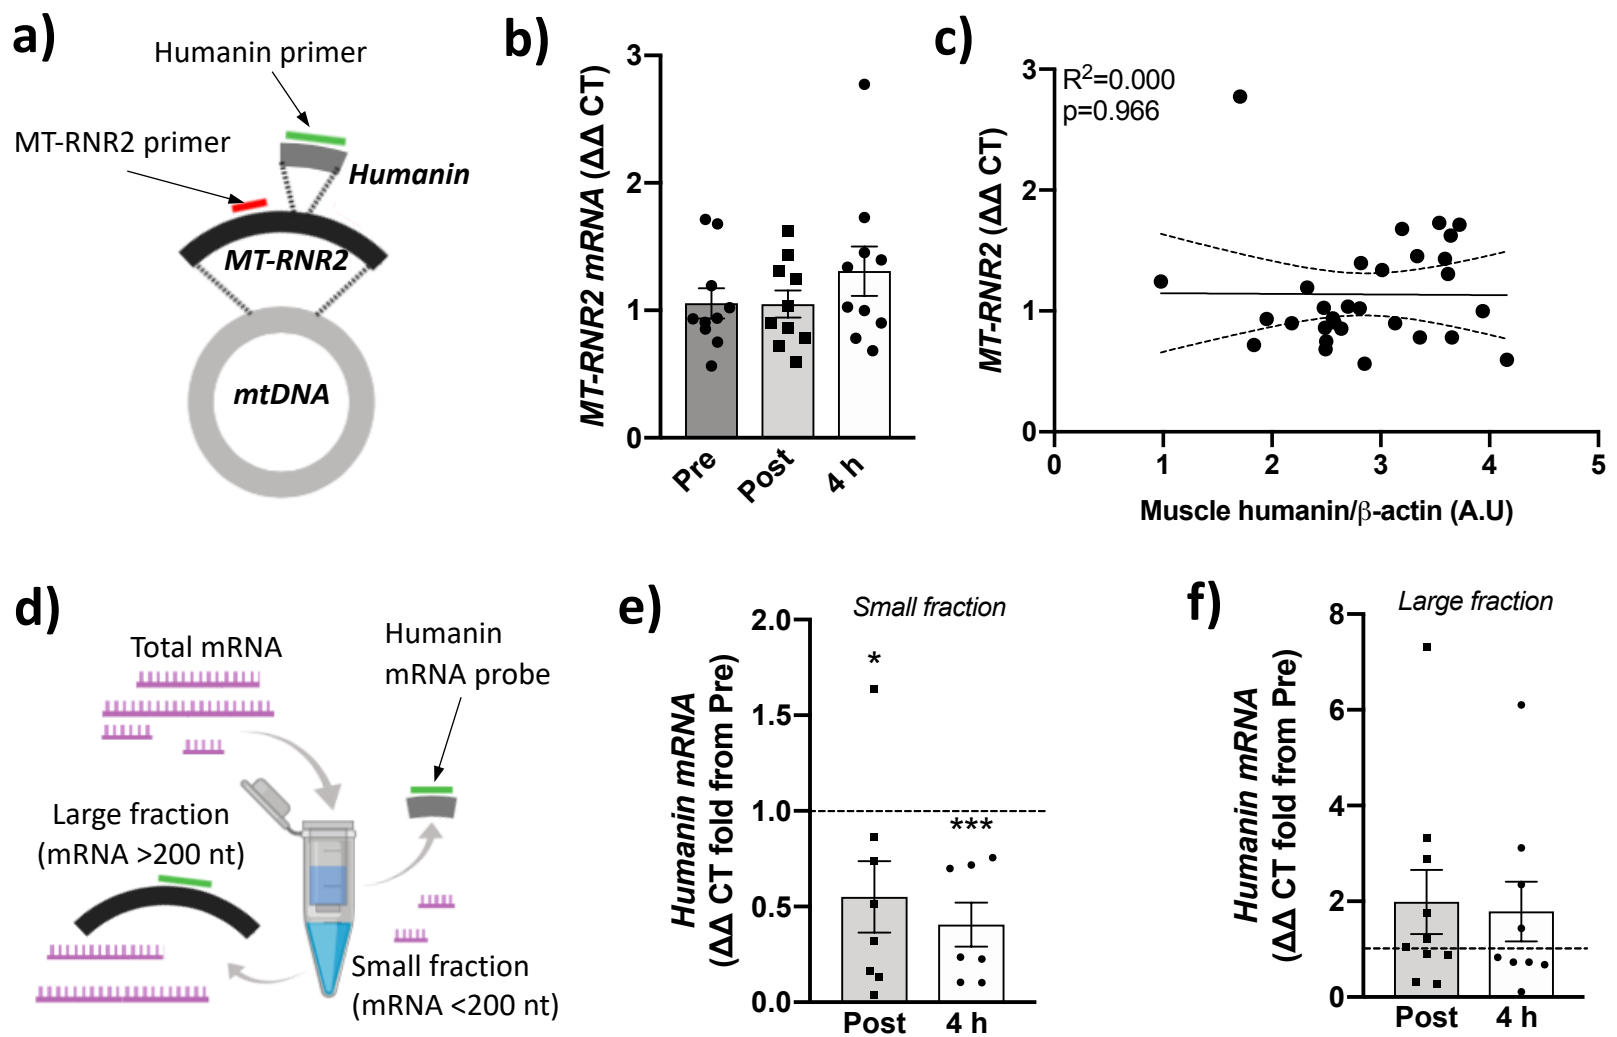 a)
Humanin primer
MT-RNR2 primer
Humanin
MT-RNR2
mtDNA
b)
MT-RNR2 mRNA (ΔΔ CT)
3
2
1
0
Pre
Post
4 h
c)
MT-RNR2 (ΔΔ CT)
R²=0.000
p=0.966
3
2
1
0
0
1
2
3
4
5
Muscle humanin/β-actin (A.U)
d)
Total mRNA
Humanin
mRNA probe
Large fraction
(mRNA >200 nt)
Small fraction
(mRNA <200 nt)
e)
Small fraction
Humanin mRNA
(ΔΔ CT fold from Pre)
2.0
1.5
1.0
0.5
0.0
*
***
Post
4 h
f)
Large fraction
Humanin mRNA
(ΔΔ CT fold from Pre)
8
6
4
2
0
Post
4 h